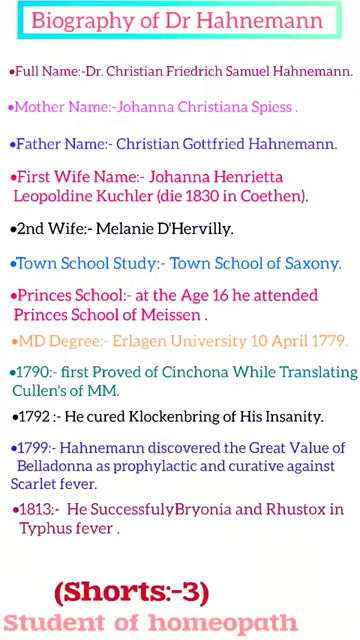 Biography of Dr Hahnemann
•Full Name:-Dr. Christian Friedrich Samuel Hahnemann.
•Mother Name:-Johanna Christiana Spiess .
•Father Name:- Christian Gottfried Hahnemann.
•First Wife Name:- Johanna Henrietta
Leopoldine Kuchler (die 1830 in Coethen).
•2nd Wife:- Melanie D'Hervilly.
•Town School Study:- Town School of Saxony.
•Princes School:- at the Age 16 he attended
Princes School of Meissen .
•MD Degree:- Erlagen University 10 April 1779.
•1790:- first Proved of Cinchona While Translating
Cullen's of MM.
•1792 :- He cured Klockenbring of His Insanity.
•1799:- Hahnemann discovered the Great Value of
Belladonna as prophylactic and curative against
Scarlet fever.
•1813:- He SuccessfulyBryonia and Rhustox in
Typhus fever .
(Shorts:-3)
Student of homeopath